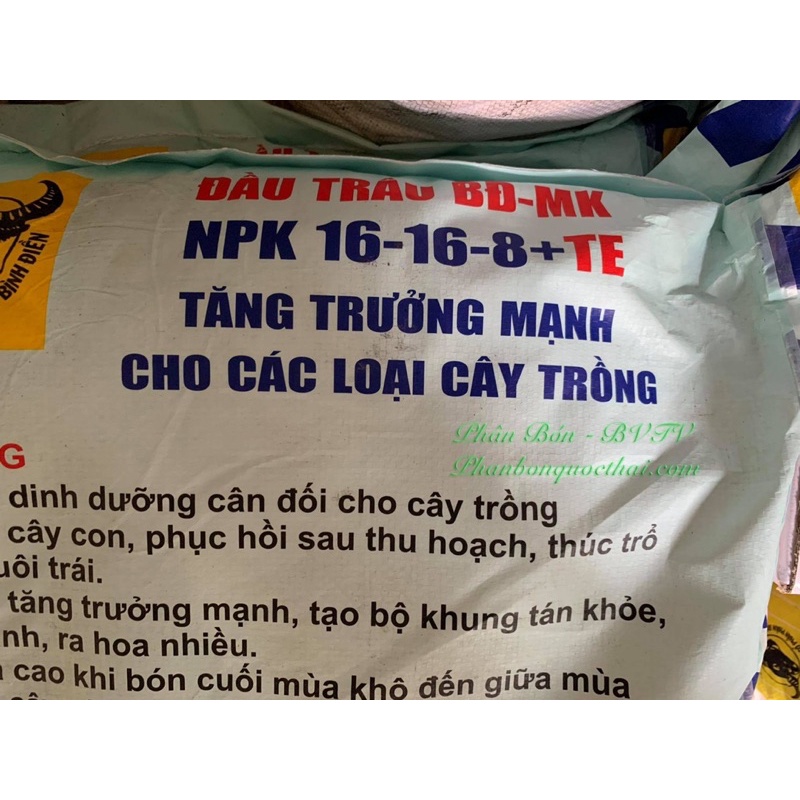 ĐẦU TRÂU BĐ-MK
NPK 16-16-8+TE
TĂNG TRƯỞNG MẠNH
CHO CÁC LOẠI CÂY TRỒNG
BÌNH ĐIỀN
Phân Bón - BVTV
Phanbonquocthai.com
G
dinh dưỡng cân đối cho cây trồng
cây con, phục hồi sau thu hoạch, thúc trổ
uôi trái.
tăng trưởng mạnh, tạo bộ khung tán khỏe,
nh, ra hoa nhiều.
cao khi bón cuối mùa khô đến giữa mùa